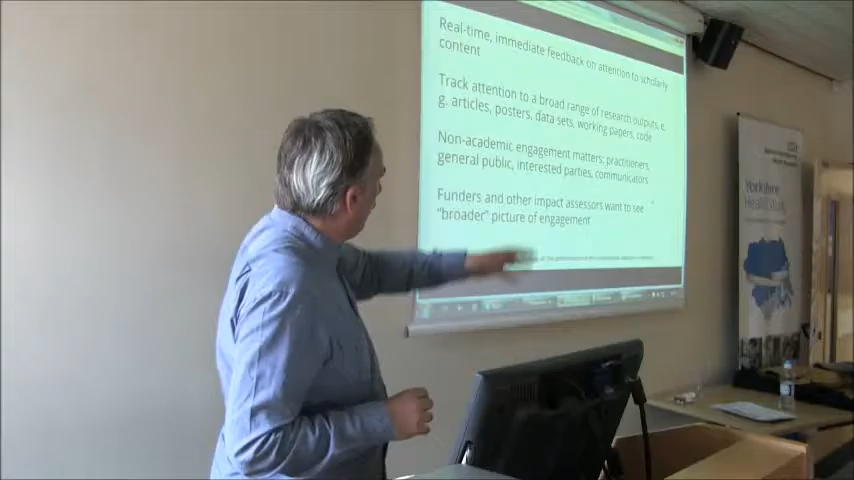 Real-time, immediate feedback on attention to scholarly
content
Track attention to a broad range of research outputs, e.
g. articles, posters, data sets, working papers, code
Non-academic engagement matters: practitioners,
general public, interested parties, communicators
Funders and other impact assessors want to see
"broader" picture of engagement
Yorkshire
Health Study